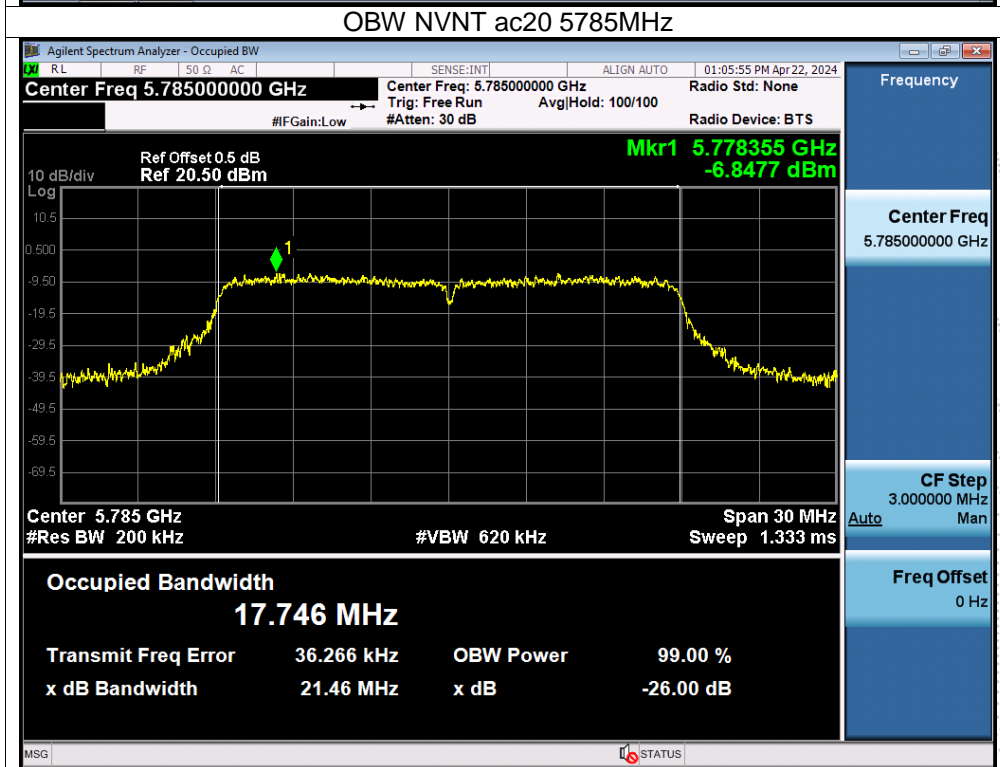 OBW NVNT ac20 5785MHz
Agilent Spectrum Analyzer - Occupied BW
LXI RL RF 50 Ω AC SENSE:INT ALIGN AUTO 01:05:55 PM Apr 22, 2024
Center Freq 5.785000000 GHz
Center Freq: 5.785000000 GHz Radio Std: None
Trig: Free Run Avg|Hold: 100/100
#IFGain:Low #Atten: 30 dB Radio Device: BTS
Frequency
Ref Offset 0.5 dB
10 dB/div Ref 20.50 dBm
Mkr1 5.778355 GHz
-6.8477 dBm
Log
10.5
0.500
-9.50
-19.5
-29.5
-39.5
-49.5
-59.5
-69.5
1
Center 5.785 GHz Span 30 MHz
#Res BW 200 kHz #VBW 620 kHz Sweep 1.333 ms
Center Freq
5.785000000 GHz
CF Step
3.000000 MHz
Auto Man
Freq Offset
0 Hz
Occupied Bandwidth
17.746 MHz
Transmit Freq Error 36.266 kHz OBW Power 99.00 %
x dB Bandwidth 21.46 MHz x dB -26.00 dB
MSG STATUS